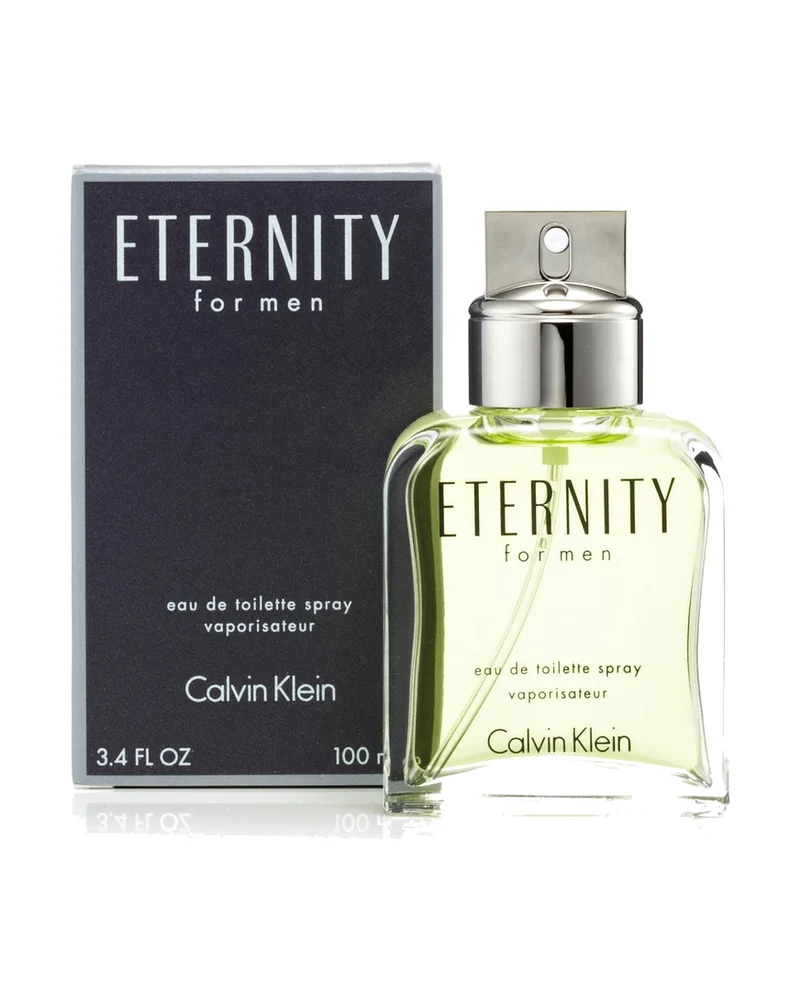 ETERNITY
for men
eau de toilette spray
vaporisateur
Calvin Klein
3.4 FL OZ
100
ETERNITY
for men
eau de toilette spray
vaporisateur
Calvin Klein